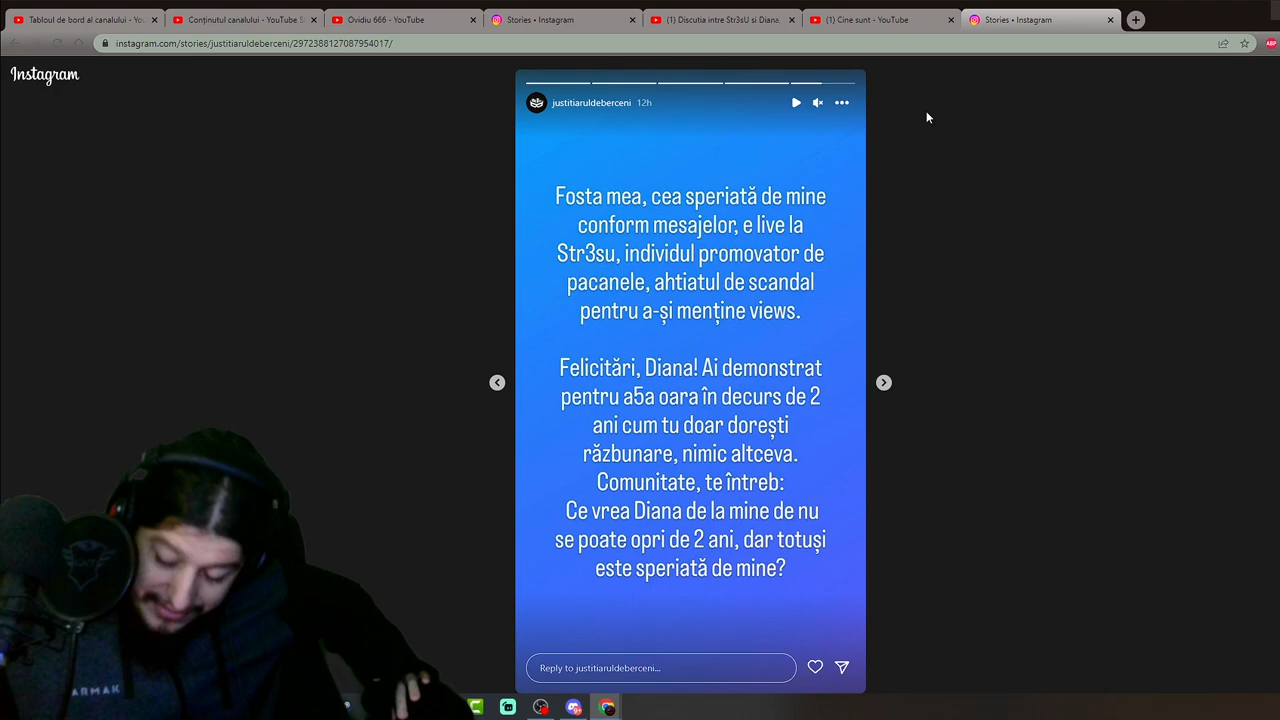 Tabloul de bord al canalului - Yo
Conținutul canalului - YouTube S
Ovidiu 666 - YouTube
Stories • Instagram
(1) Discutia intre Str3sU si Diana,
(1) Cine sunt - YouTube
Stories • Instagram
instagram.com/stories/justitiaruldeberceni/2972388127087954017/
ABP
Instagram
justitiaruldeberceni 12h
Fosta mea, cea speriată de mine
conform mesajelor, e live la
Str3su, individul promovator de
pacanele, ahtiatul de scandal
pentru a-și menține views.
Felicitări, Diana! Ai demonstrat
pentru a5a oara în decurs de 2
ani cum tu doar dorești
răzbunare, nimic altceva.
Comunitate, te întreb:
Ce vrea Diana de la mine de nu
se poate opri de 2 ani, dar totuși
este speriată de mine?
Reply to justitiaruldeberceni...
ARMAK